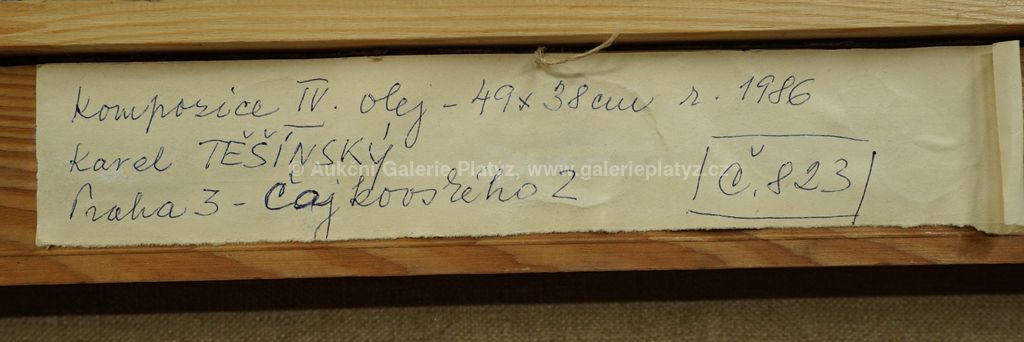 Kompozice IV. olej - 49x38cm r. 1986
Karel TĚŠÍNSKÝ
© Aukční Galerie Platýz, www.galerieplatyz.cz
Praha 3 - Čajkovského 2
č. 823